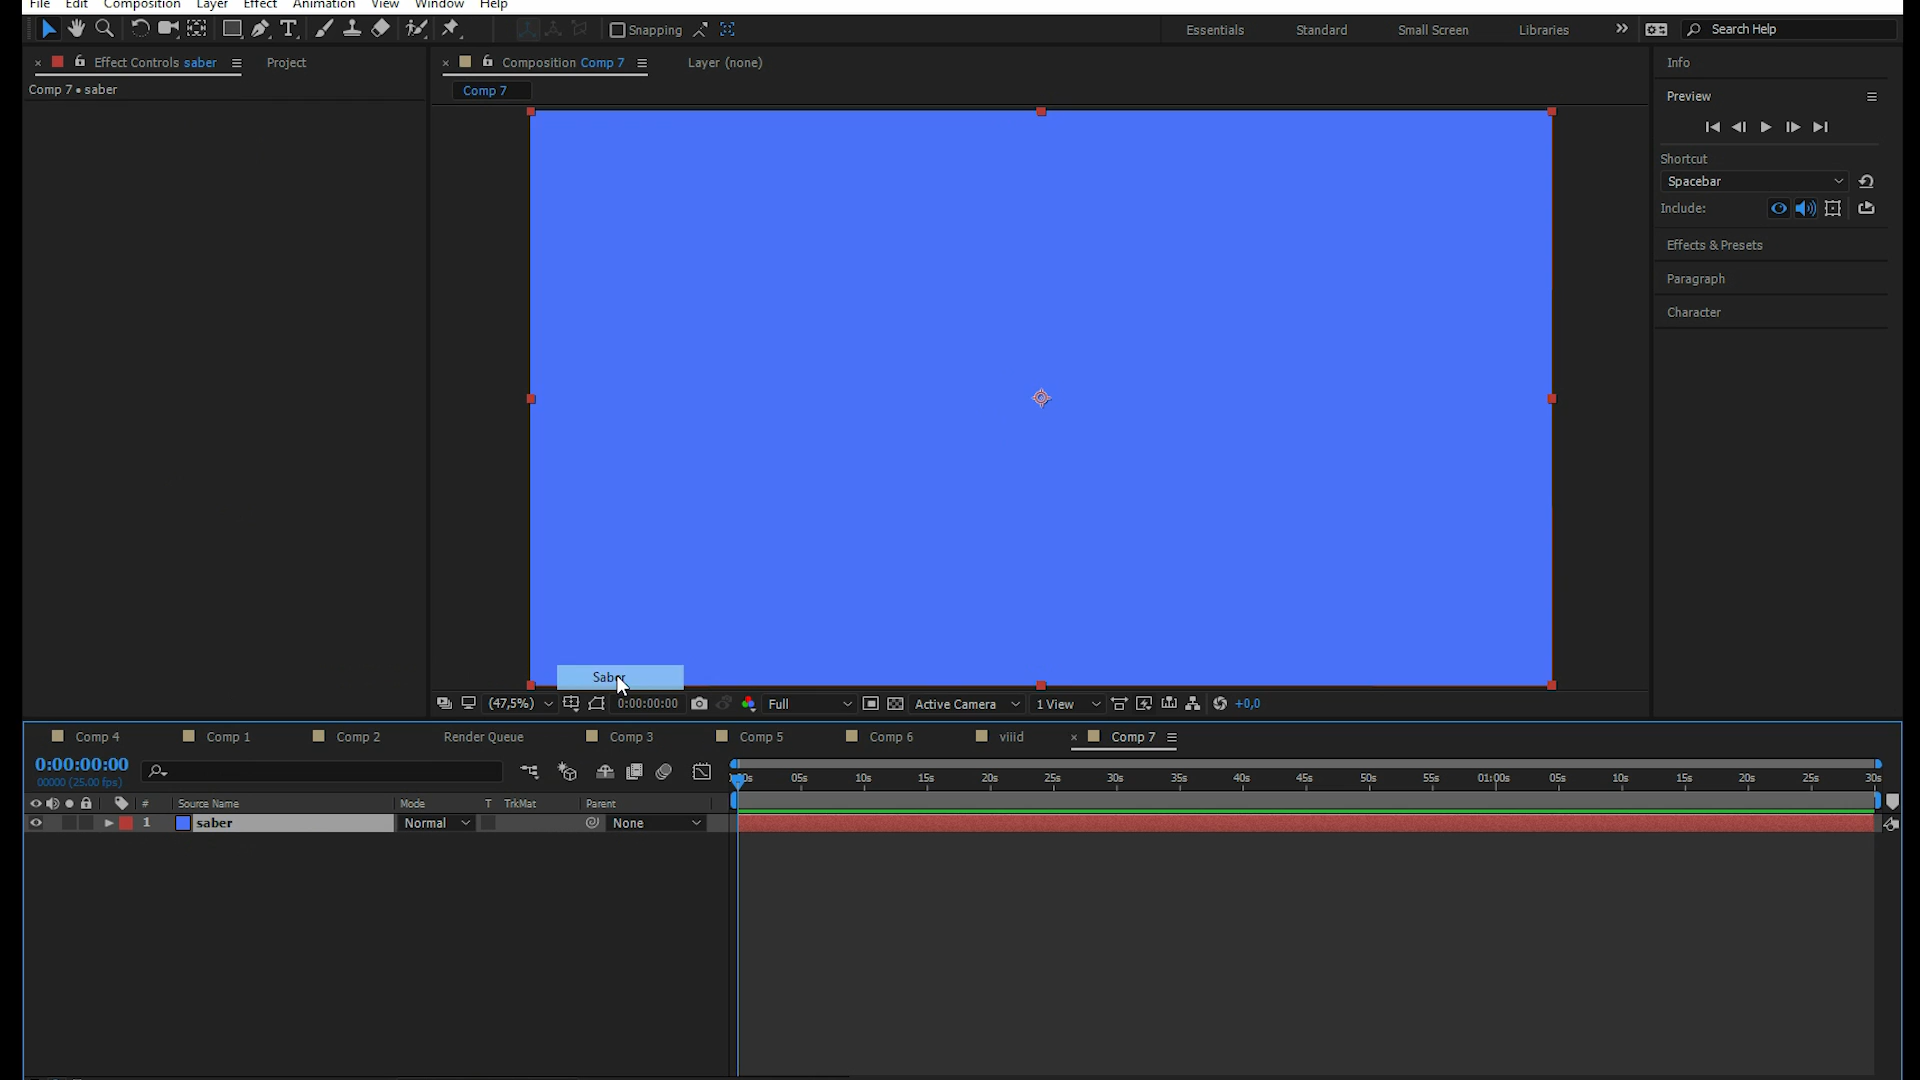 File Edit Composition Layer Effect Animation View Window Help
Snapping
Essentials Standard Small Screen Libraries Search Help
Effect Controls saber Project
Composition Comp 7 Layer (none)
Info
Comp 7 • saber
Comp 7
Preview
Shortcut
Spacebar
Include:
Effects & Presets
Paragraph
Character
Saber
(47,5%) 0:00:00:00 Full Active Camera 1 View +0,0
Comp 4 Comp 1 Comp 2 Render Queue Comp 3 Comp 5 Comp 6 viiid Comp 7
0:00:00:00
00000 (25.00 fps)
05s 10s 15s 20s 25s 30s 35s 40s 45s 50s 55s 01:00s 05s 10s 15s 20s 25s 30s
# Source Name Mode T TrkMat Parent
1 saber Normal None